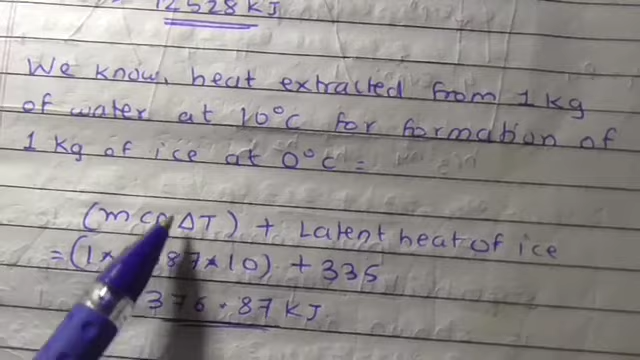 12528 KJ
We know, heat extracted from 1 kg
of water at 10°C for formation of
1 kg of ice at 0°C =
(m Cp ΔT) + Latent heat of ice
= (1* 87*10) + 335
376.87 KJ